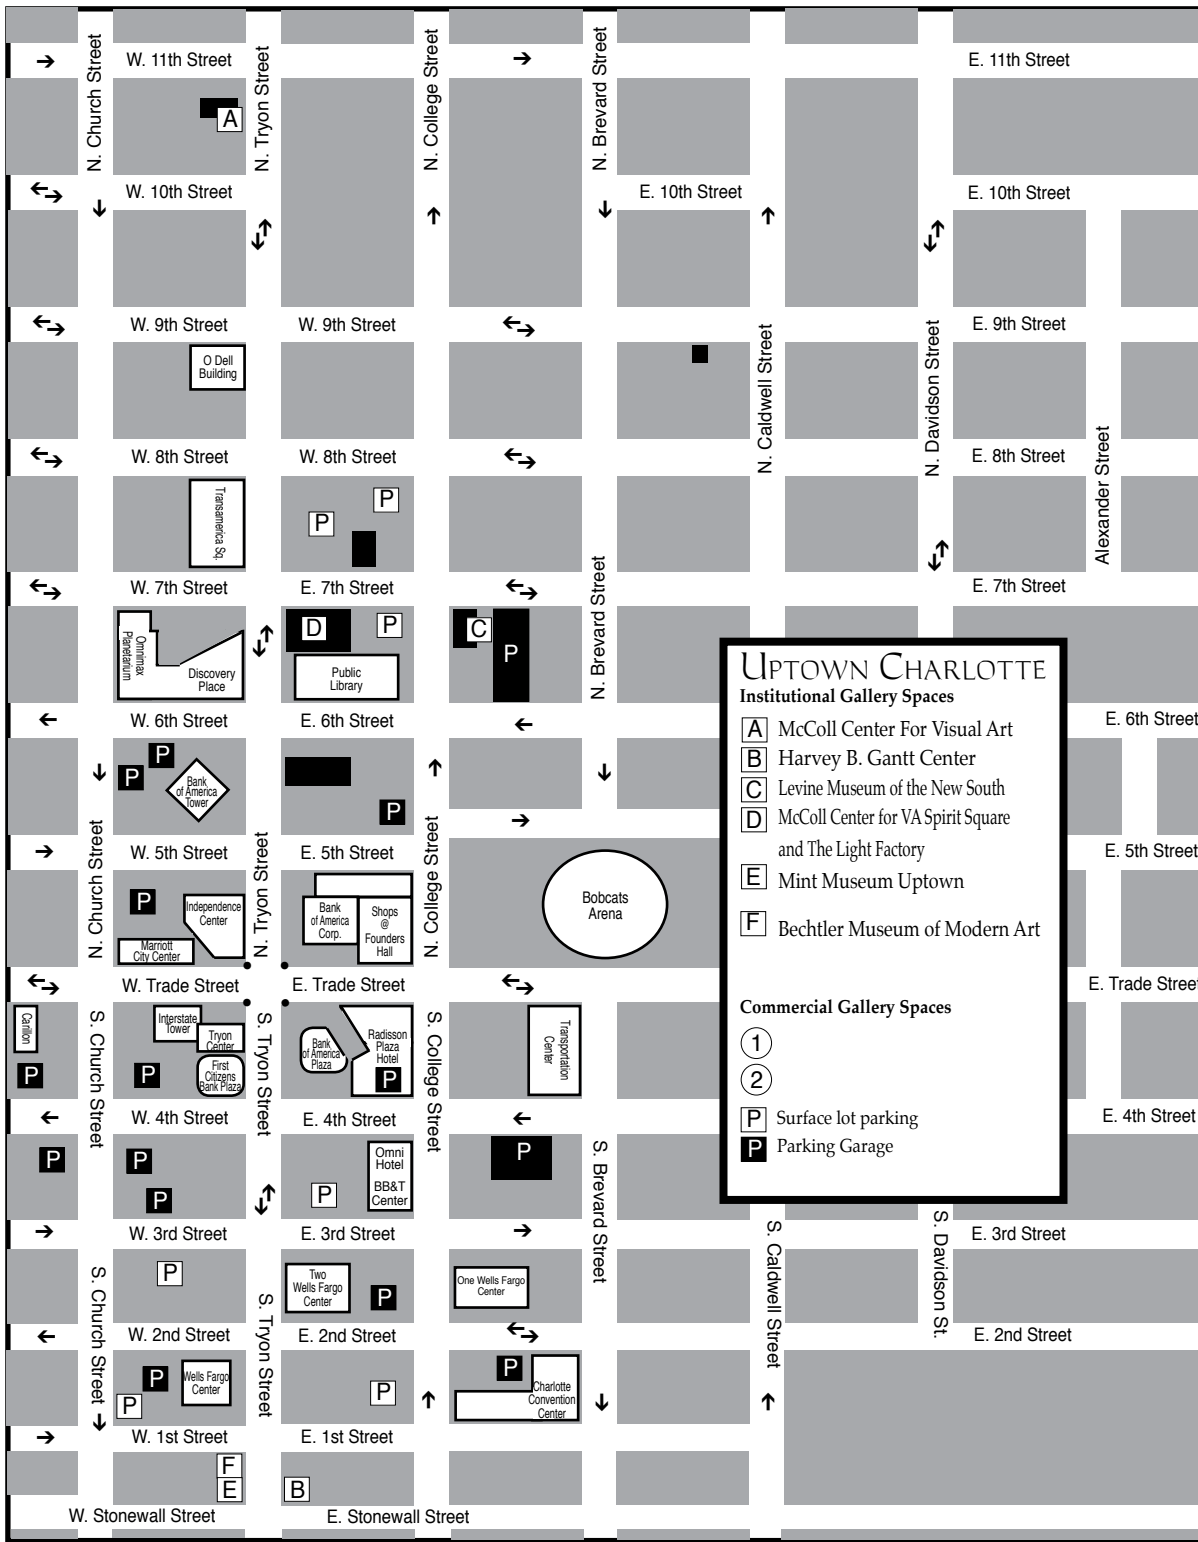 N. Church Street
N. Tryon Street
N. College Street
N. Brevard Street
W. 11th Street
E. 11th Street
A
W. 10th Street
E. 10th Street
E. 10th Street
W. 9th Street
W. 9th Street
E. 9th Street
N. Caldwell Street
N. Davidson Street
O Dell
Building
Alexander Street
W. 8th Street
W. 8th Street
E. 8th Street
Transamerica Sq.
P
P
W. 7th Street
E. 7th Street
E. 7th Street
N. Brevard Street
Omnimax
Planetarium
Discovery
Place
D
P
Public
Library
C
P
W. 6th Street
E. 6th Street
E. 6th Street
P
P
Bank
of America
Tower
P
N. Church Street
N. Tryon Street
N. College Street
W. 5th Street
E. 5th Street
E. 5th Street
P
Independence
Center
Marriott
City Center
Bank
of America
Corp.
Shops
@
Founders
Hall
Bobcats
Arena
W. Trade Street
E. Trade Street
E. Trade Street
Carillon
P
S. Church Street
Interstate
Tower
Tryon
Center
First
Citizens
Bank Plaza
P
S. Tryon Street
Bank
of America
Plaza
Radisson
Plaza
Hotel
P
S. College Street
Transportation
Center
W. 4th Street
E. 4th Street
E. 4th Street
P
P
P
P
Omni
Hotel
BB&T
Center
P
S. Brevard Street
W. 3rd Street
E. 3rd Street
E. 3rd Street
S. Caldwell Street
S. Davidson St.
S. Church Street
P
S. Tryon Street
Two
Wells Fargo
Center
P
One Wells Fargo
Center
W. 2nd Street
E. 2nd Street
E. 2nd Street
P
P
Wells Fargo
Center
P
P
Charlotte
Convention
Center
W. 1st Street
E. 1st Street
F
E
B
W. Stonewall Street
E. Stonewall Street
UPTOWN CHARLOTTE
Institutional Gallery Spaces
A McColl Center For Visual Art
B Harvey B. Gantt Center
C Levine Museum of the New South
D McColl Center for VA Spirit Square
and The Light Factory
E Mint Museum Uptown
F Bechtler Museum of Modern Art
Commercial Gallery Spaces
1
2
P Surface lot parking
P Parking Garage